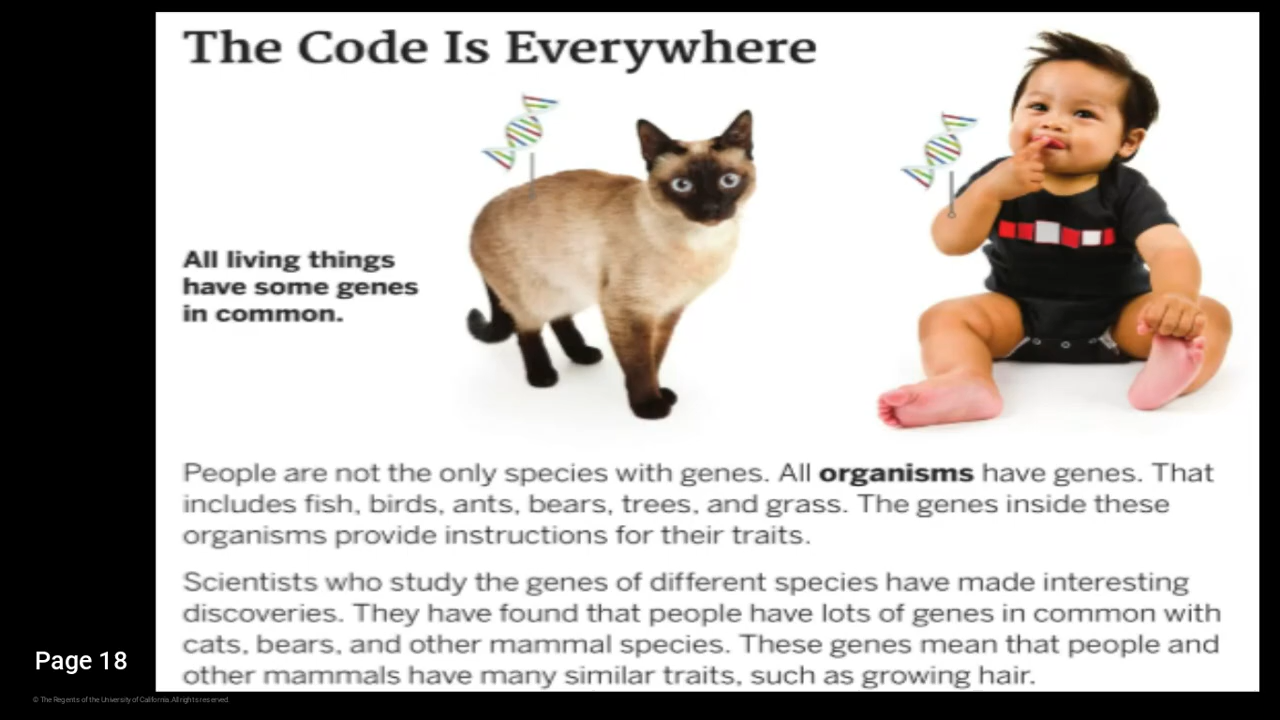 The Code Is Everywhere
All living things
have some genes
in common.
People are not the only species with genes. All organisms have genes. That
includes fish, birds, ants, bears, trees, and grass. The genes inside these
organisms provide instructions for their traits.
Scientists who study the genes of different species have made interesting
discoveries. They have found that people have lots of genes in common with
cats, bears, and other mammal species. These genes mean that people and
other mammals have many similar traits, such as growing hair.
Page 18
© The Regents of the University of California. All rights reserved.